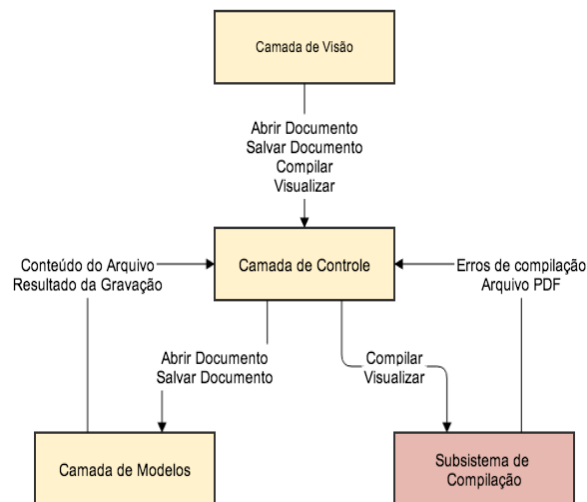 Camada de Visão
Abrir Documento
Salvar Documento
Compilar
Visualizar
Conteúdo do Arquivo
Resultado da Gravação
Camada de Controle
Erros de compilação
Arquivo PDF
Abrir Documento
Salvar Documento
Compilar
Visualizar
Camada de Modelos
Subsistema de
Compilação